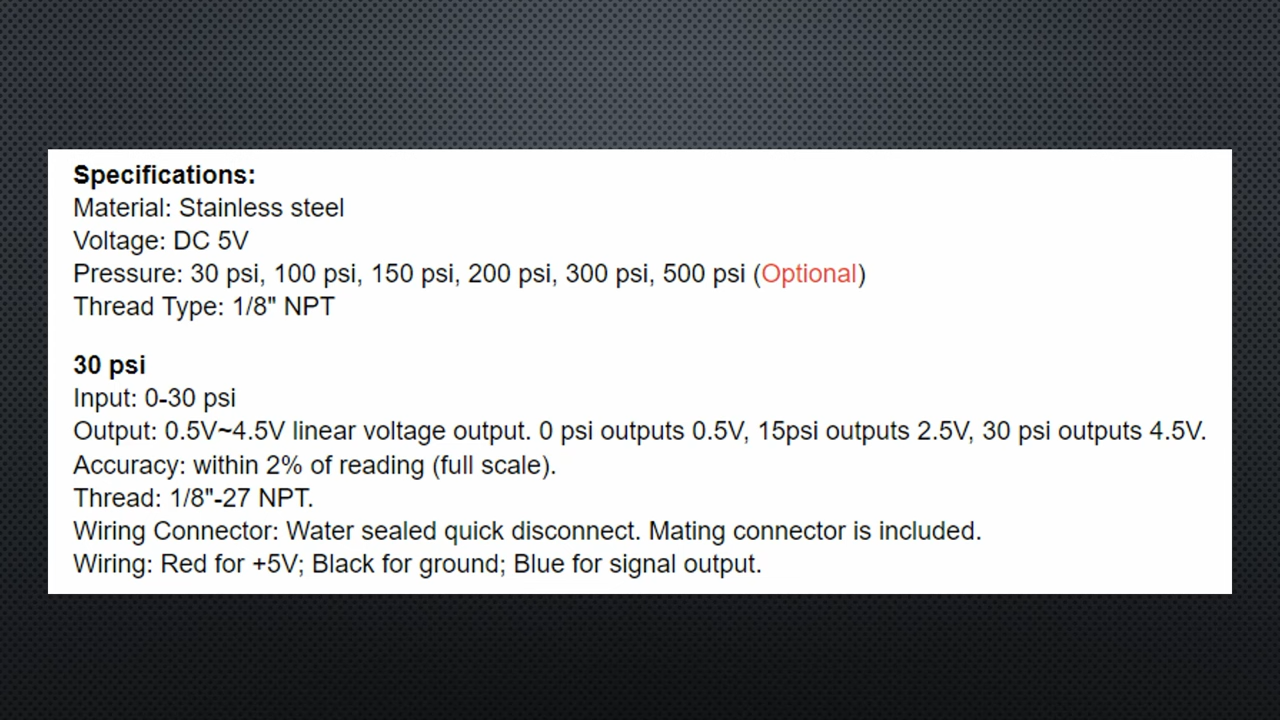 Specifications:
Material: Stainless steel
Voltage: DC 5V
Pressure: 30 psi, 100 psi, 150 psi, 200 psi, 300 psi, 500 psi (Optional)
Thread Type: 1/8" NPT
30 psi
Input: 0-30 psi
Output: 0.5V~4.5V linear voltage output. 0 psi outputs 0.5V, 15psi outputs 2.5V, 30 psi outputs 4.5V.
Accuracy: within 2% of reading (full scale).
Thread: 1/8"-27 NPT.
Wiring Connector: Water sealed quick disconnect. Mating connector is included.
Wiring: Red for +5V; Black for ground; Blue for signal output.